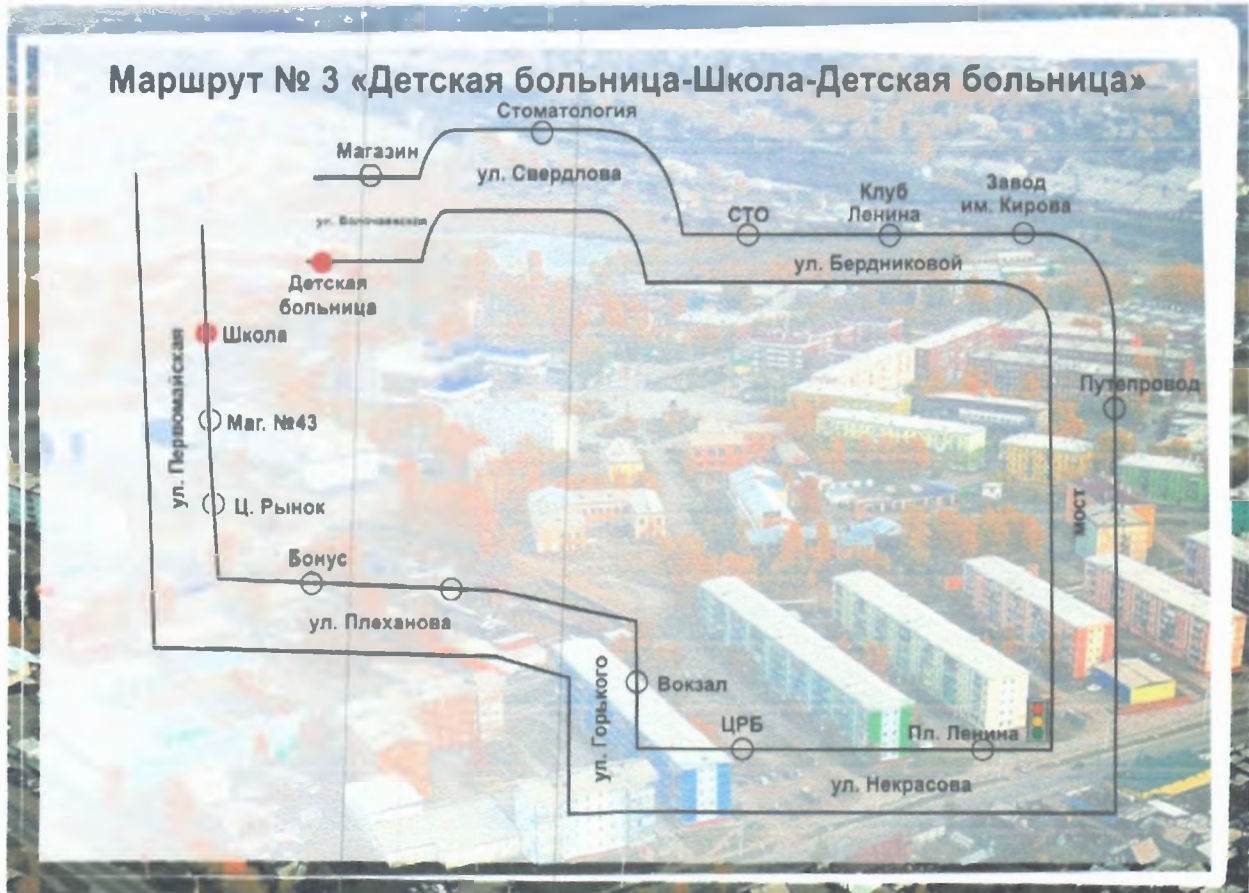 Маршрут № 3 «Детская больница-Школа-Детская больница»
Стоматология
Магазин
ул. Свердлова
Клуб
Ленина
Завод
им. Кирова
СТО
ул. Волочаевская
ул. Бердниковой
Детская
больница
Школа
ул. Первомайская
Путепровод
Маг. №43
Ц. Рынок
мост
Бонус
ул. Плеханова
Вокзал
ул. Горького
ЦРБ
Пл. Ленина
ул. Некрасова